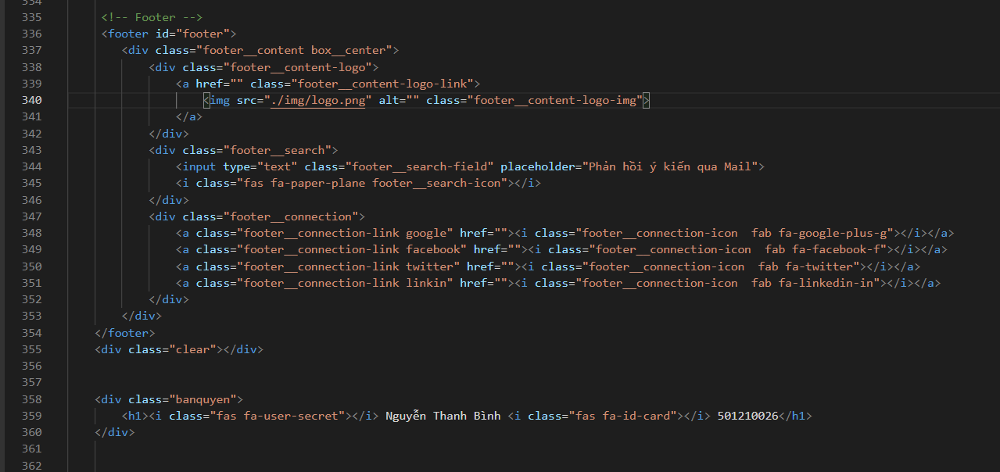 334
335 <!-- Footer -->
336 <footer id="footer">
337 <div class="footer__content box__center">
338 <div class="footer__content-logo">
339 <a href="" class="footer__content-logo-link">
340 <img src="./img/logo.png" alt="" class="footer__content-logo-img">
341 </a>
342 </div>
343 <div class="footer__search">
344 <input type="text" class="footer__search-field" placeholder="Phản hồi ý kiến qua Mail">
345 <i class="fas fa-paper-plane footer__search-icon"></i>
346 </div>
347 <div class="footer__connection">
348 <a class="footer__connection-link google" href=""><i class="footer__connection-icon  fab fa-google-plus-g"></i></a>
349 <a class="footer__connection-link facebook" href=""><i class="footer__connection-icon  fab fa-facebook-f"></i></a>
350 <a class="footer__connection-link twitter" href=""><i class="footer__connection-icon  fab fa-twitter"></i></a>
351 <a class="footer__connection-link linkin" href=""><i class="footer__connection-icon  fab fa-linkedin-in"></i></a>
352 </div>
353 </div>
354 </footer>
355 <div class="clear"></div>
356
357
358 <div class="banquyen">
359 <h1><i class="fas fa-user-secret"></i> Nguyễn Thanh Bình <i class="fas fa-id-card"></i> 501210026</h1>
360 </div>
361
362